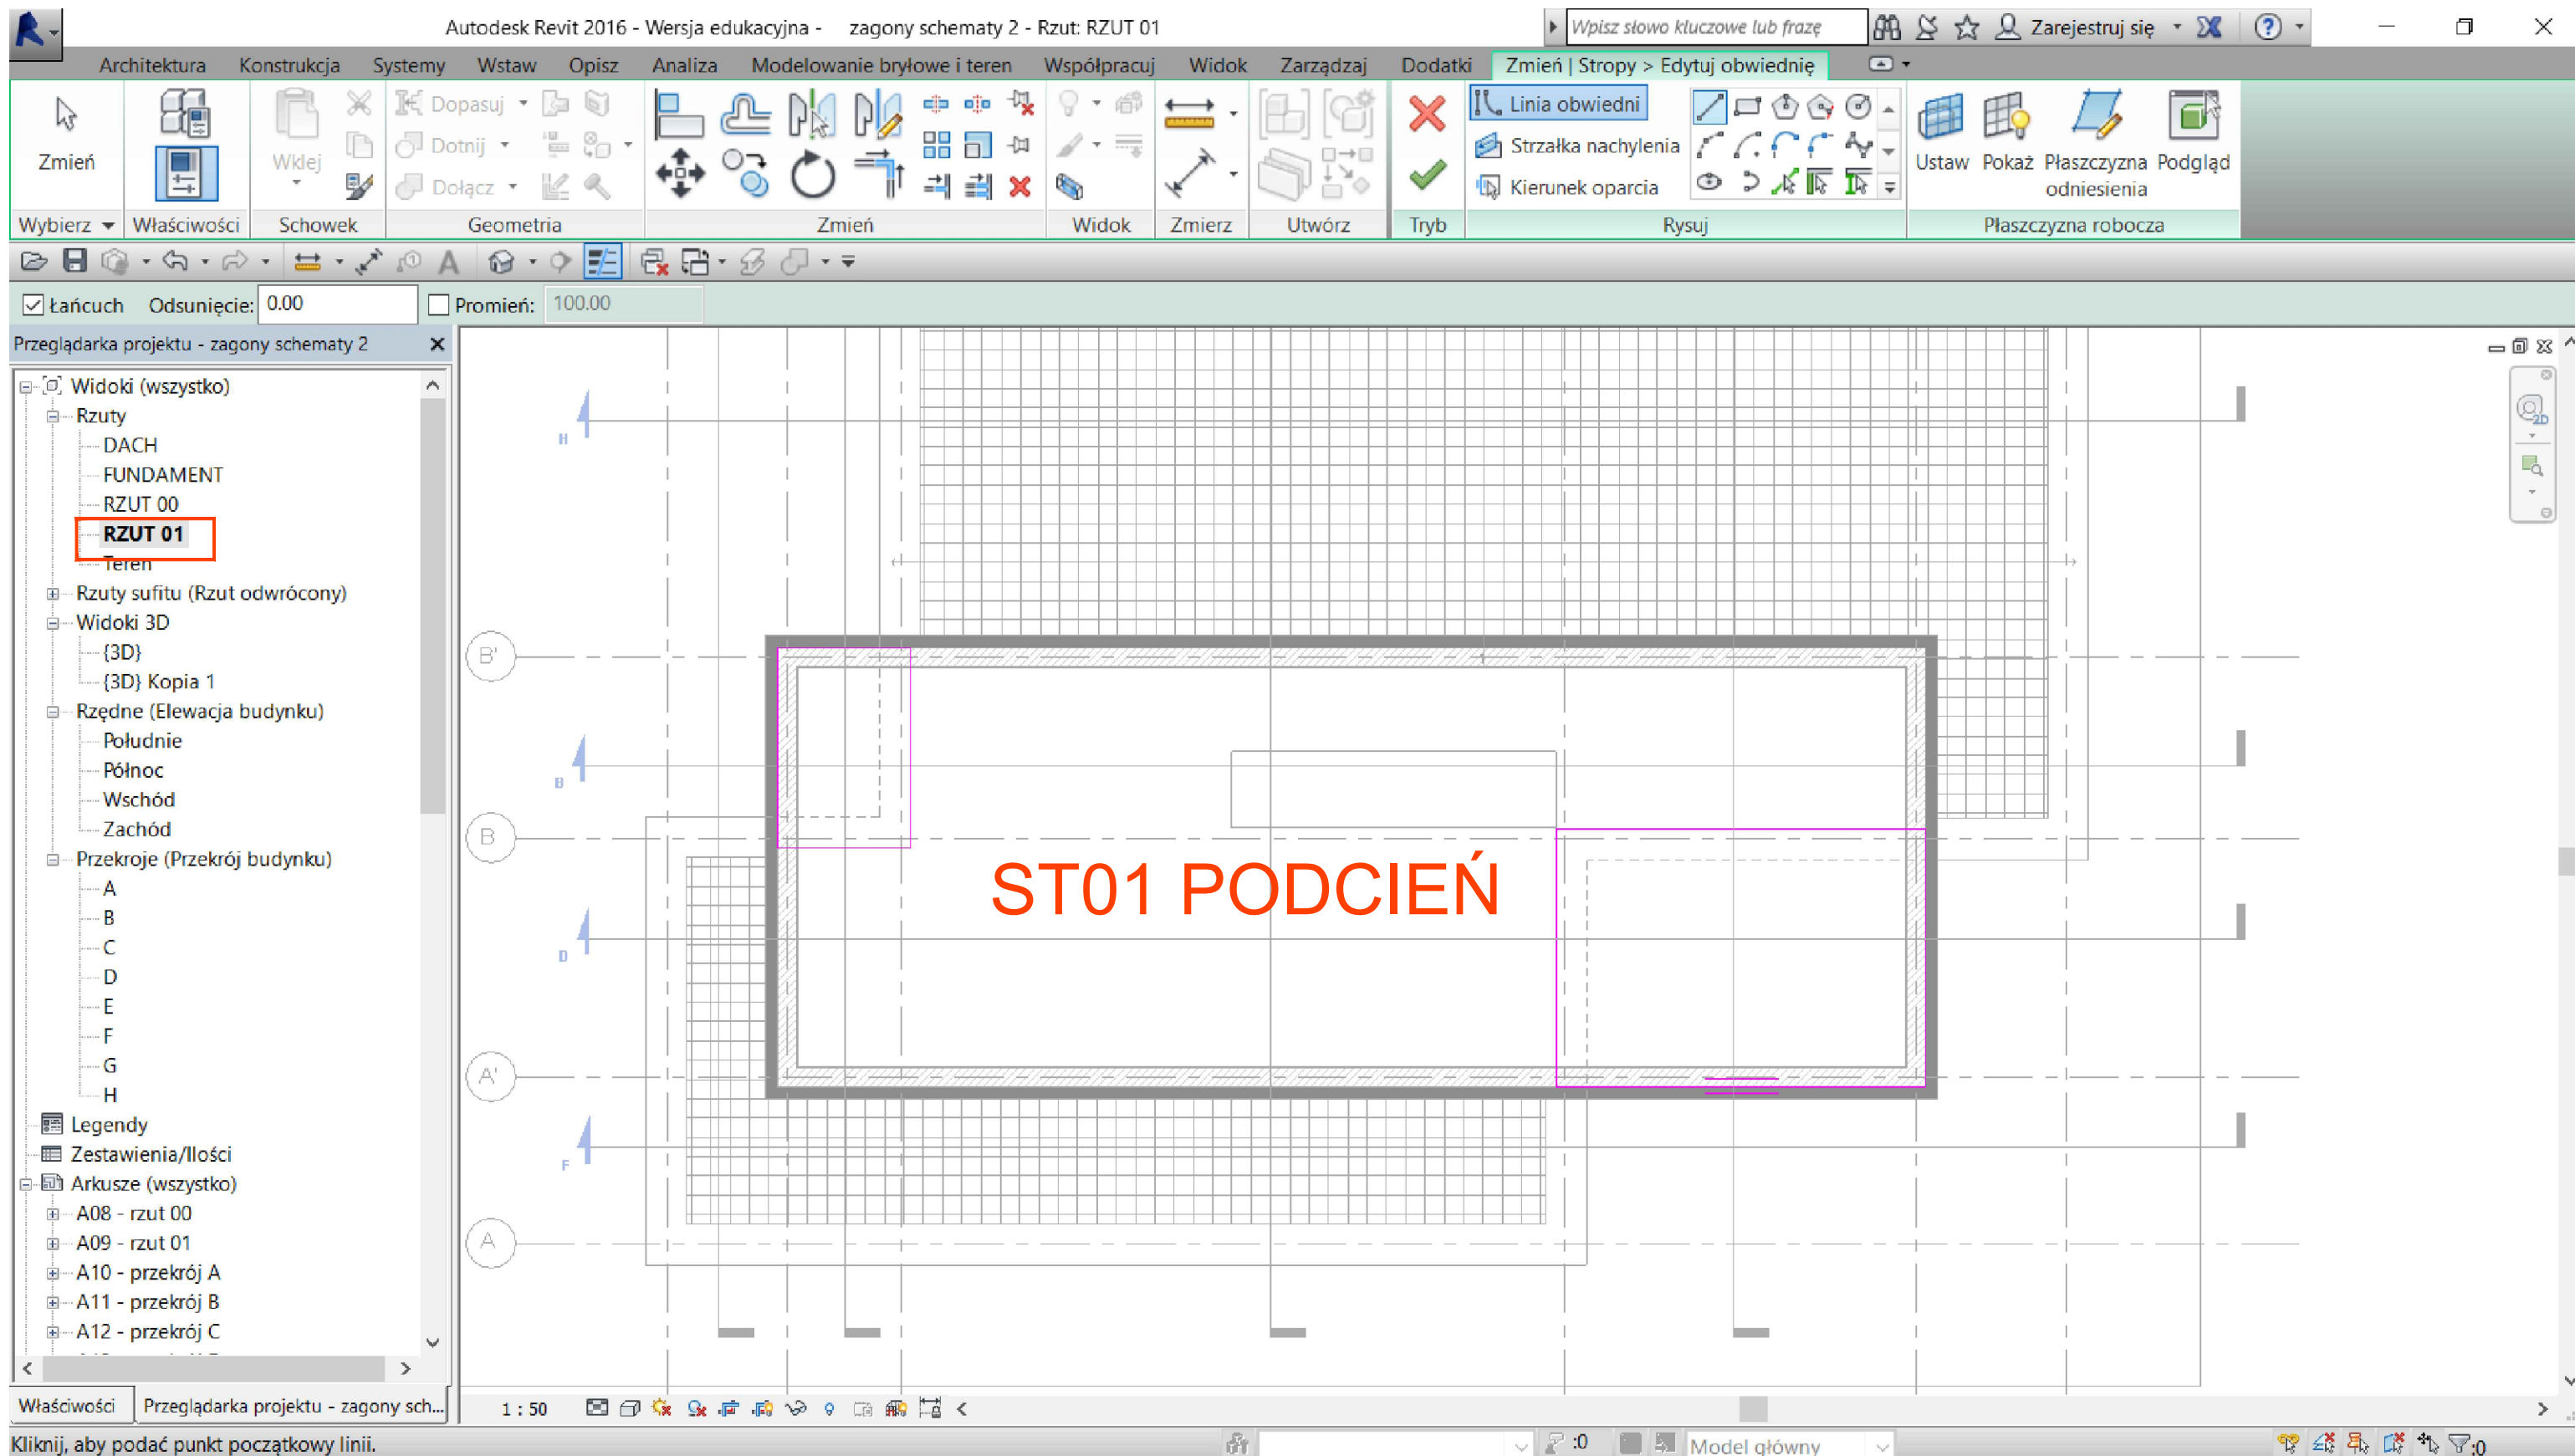 Autodesk Revit 2016 - Wersja edukacyjna - zagony schematy 2 - Rzut: RZUT 01
Wpisz słowo kluczowe lub frazę
Zarejestruj się
Architektura Konstrukcja Systemy Wstaw Opisz Analiza Modelowanie bryłowe i teren Współpracuj Widok Zarządzaj Dodatki Zmień | Stropy > Edytuj obwiednię
Zmień
Wklej
Dopasuj
Dotnij
Dołącz
Linia obwiedni
Strzałka nachylenia
Kierunek oparcia
Ustaw Pokaż Płaszczyzna odniesienia Podgląd
Wybierz Właściwości Schowek Geometria Zmień Widok Zmierz Utwórz Tryb Rysuj Płaszczyzna robocza
Łańcuch Odsunięcie: 0.00 Promień: 100.00
Przeglądarka projektu - zagony schematy 2
Widoki (wszystko)
Rzuty
DACH
FUNDAMENT
RZUT 00
RZUT 01
Teren
Rzuty sufitu (Rzut odwrócony)
Widoki 3D
{3D}
{3D} Kopia 1
Rzędne (Elewacja budynku)
Południe
Północ
Wschód
Zachód
Przekroje (Przekrój budynku)
A
B
C
D
E
F
G
H
Legendy
Zestawienia/Ilości
Arkusze (wszystko)
A08 - rzut 00
A09 - rzut 01
A10 - przekrój A
A11 - przekrój B
A12 - przekrój C
Właściwości Przeglądarka projektu - zagony sch...
H
B'
B
B
D
A'
F
A
ST01 PODCIEŃ
2D
1 : 50
Kliknij, aby podać punkt początkowy linii.
:0
Model główny
:0